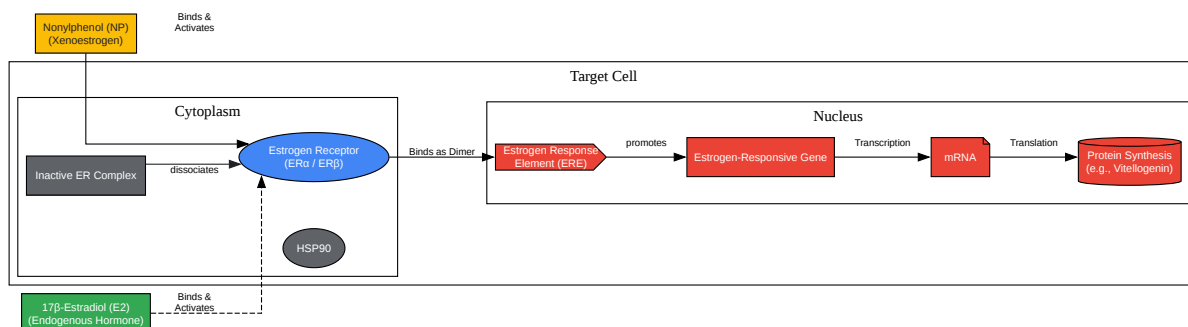 Nonylphenol (NP)
(Xenoestrogen)
Binds &
Activates
Target Cell
Cytoplasm
Nucleus
Inactive ER Complex
dissociates
Estrogen Receptor
(ERα / ERβ)
HSP90
Binds as Dimer
Estrogen Response
Element (ERE)
promotes
Estrogen-Responsive Gene
Transcription
mRNA
Translation
Protein Synthesis
(e.g., Vitellogenin)
17β-Estradiol (E2)
(Endogenous Hormone)
Binds &
Activates